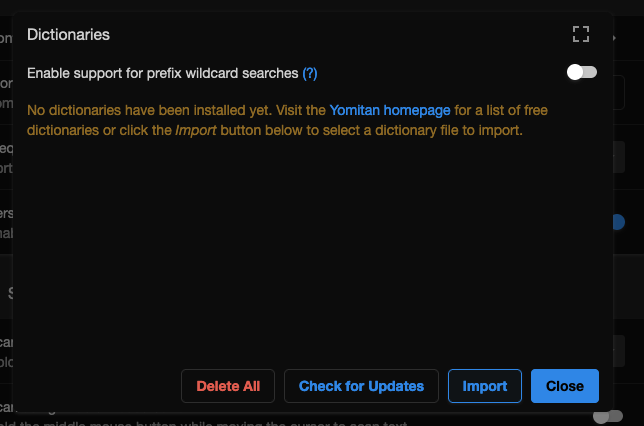 Dictionaries
Enable support for prefix wildcard searches (?)
No dictionaries have been installed yet. Visit the Yomitan homepage for a list of free
dictionaries or click the Import button below to select a dictionary file to import.
Delete All
Check for Updates
Import
Close